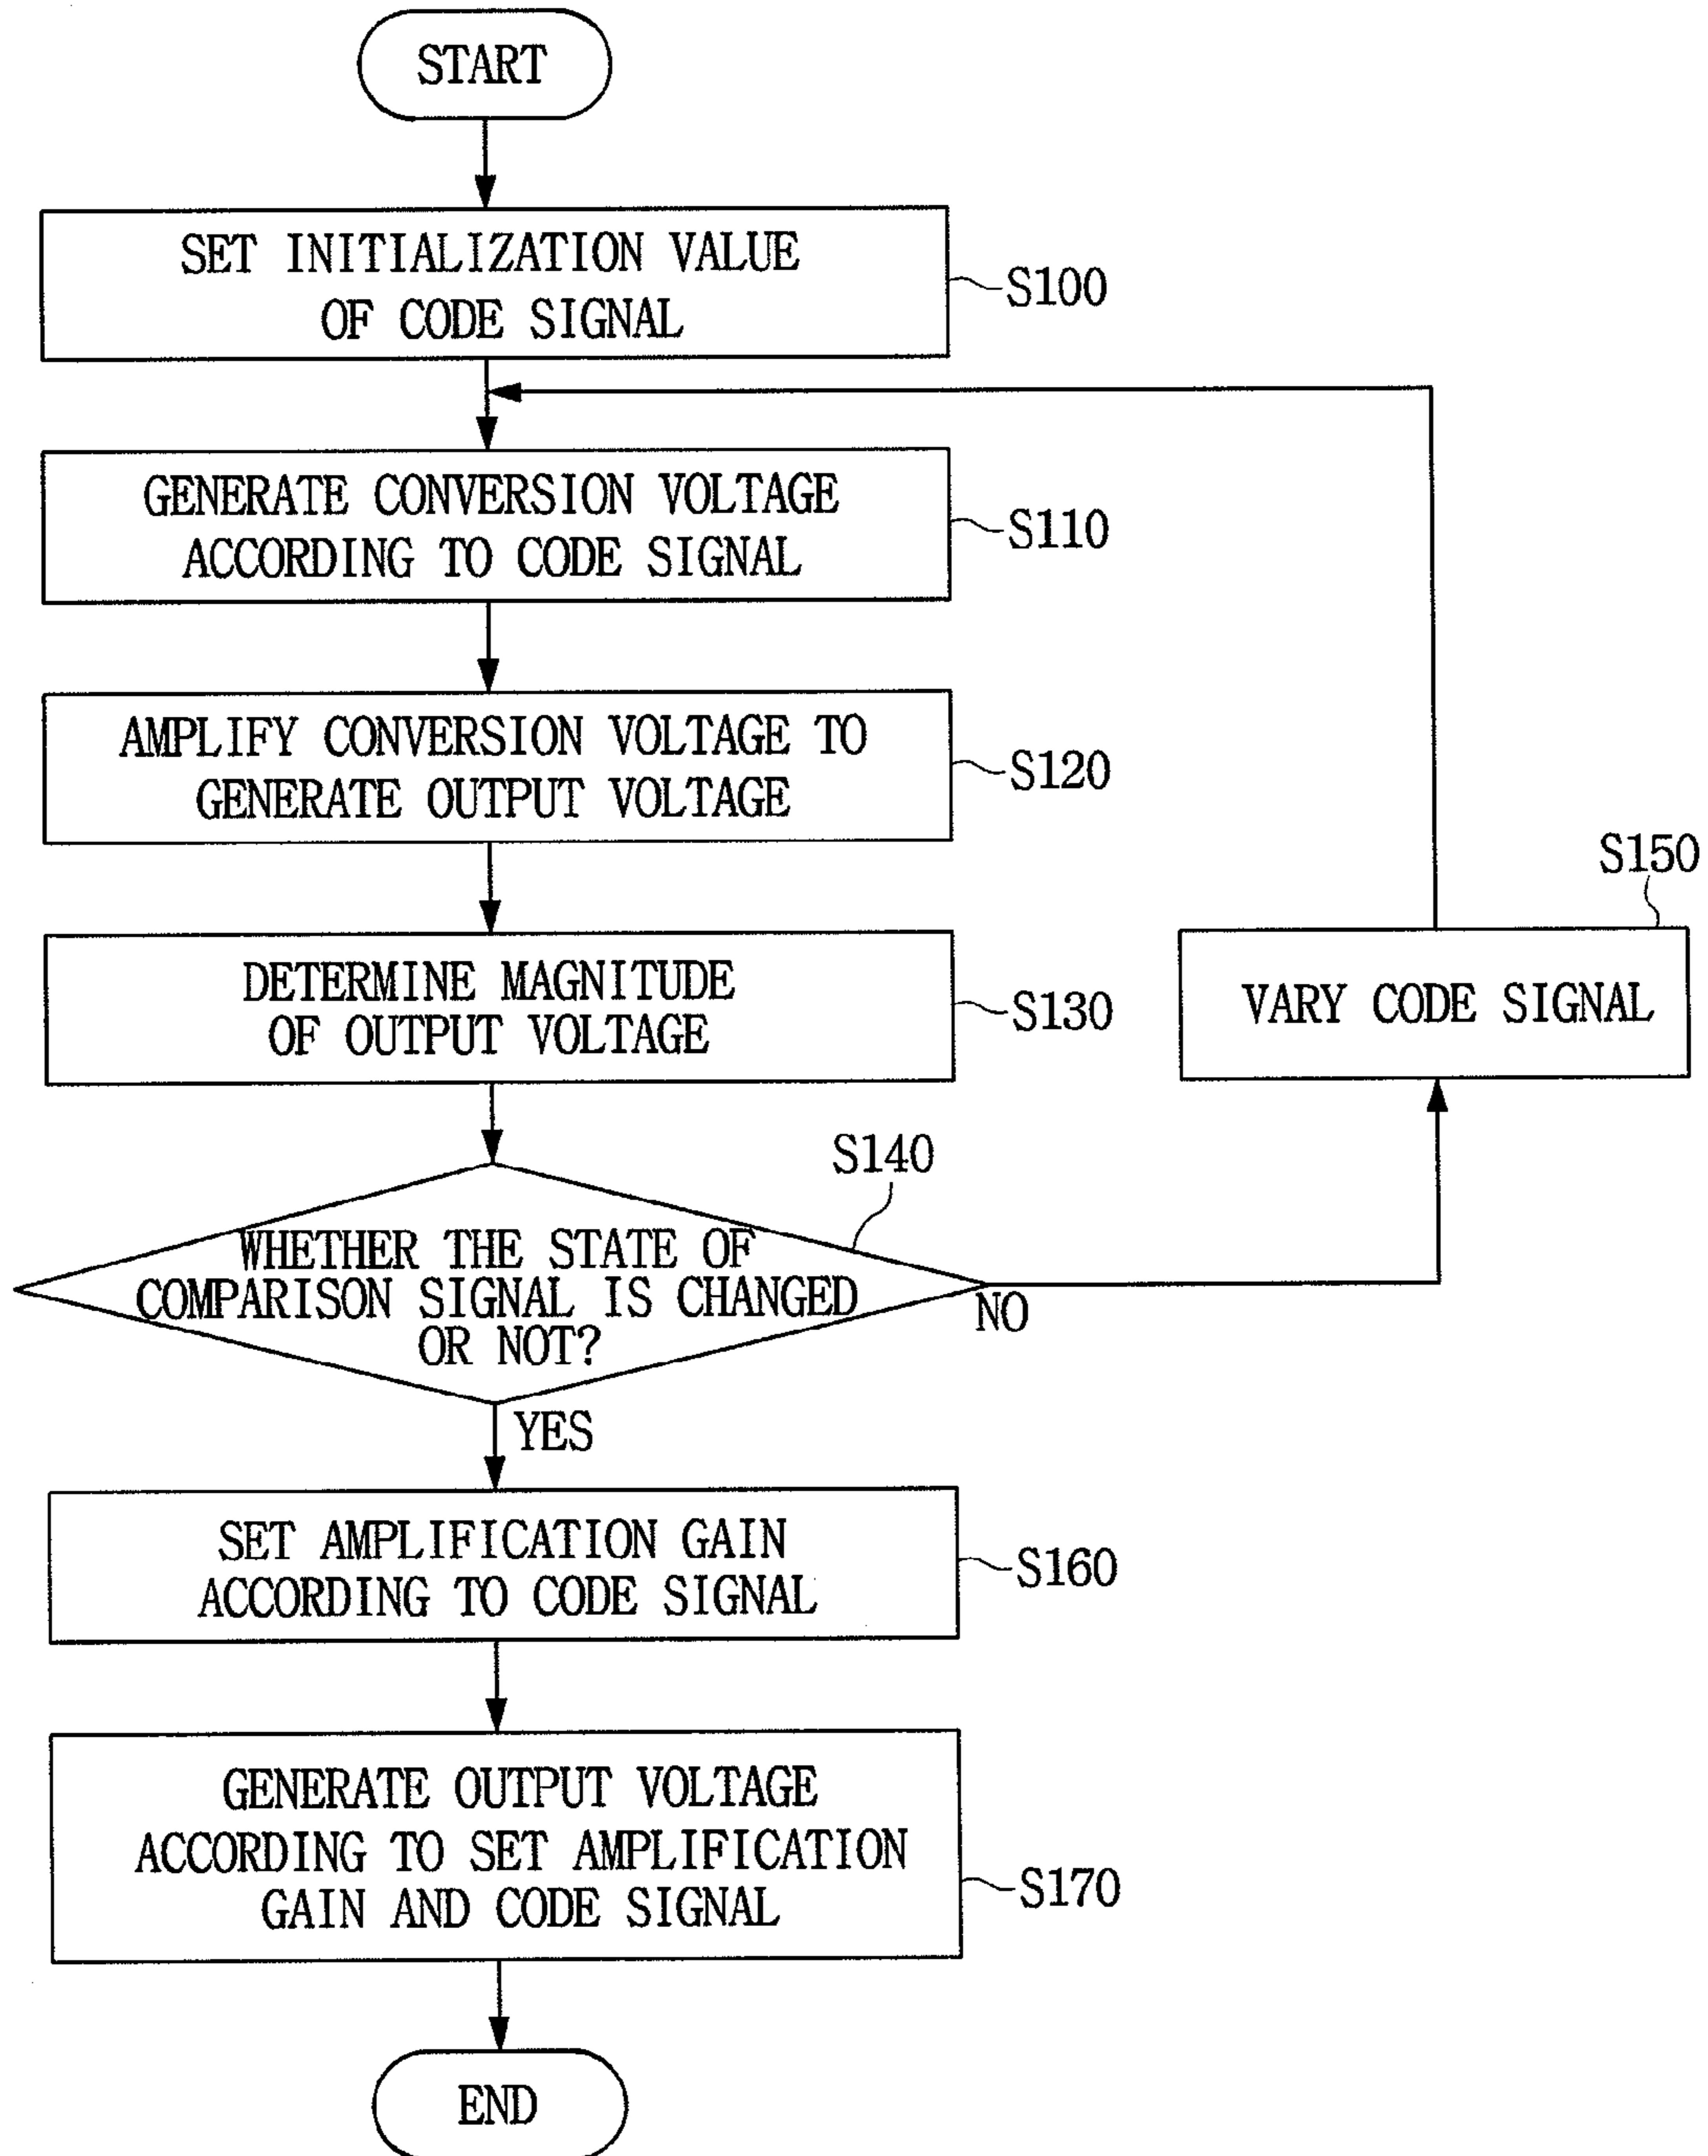 START
SET INITIALIZATION VALUE
OF CODE SIGNAL
S100
GENERATE CONVERSION VOLTAGE
ACCORDING TO CODE SIGNAL
S110
AMPLIFY CONVERSION VOLTAGE TO
GENERATE OUTPUT VOLTAGE
S120
DETERMINE MAGNITUDE
OF OUTPUT VOLTAGE
S130
S150
VARY CODE SIGNAL
S140
WHETHER THE STATE OF
COMPARISON SIGNAL IS CHANGED
OR NOT?
NO
YES
SET AMPLIFICATION GAIN
ACCORDING TO CODE SIGNAL
S160
GENERATE OUTPUT VOLTAGE
ACCORDING TO SET AMPLIFICATION
GAIN AND CODE SIGNAL
S170
END